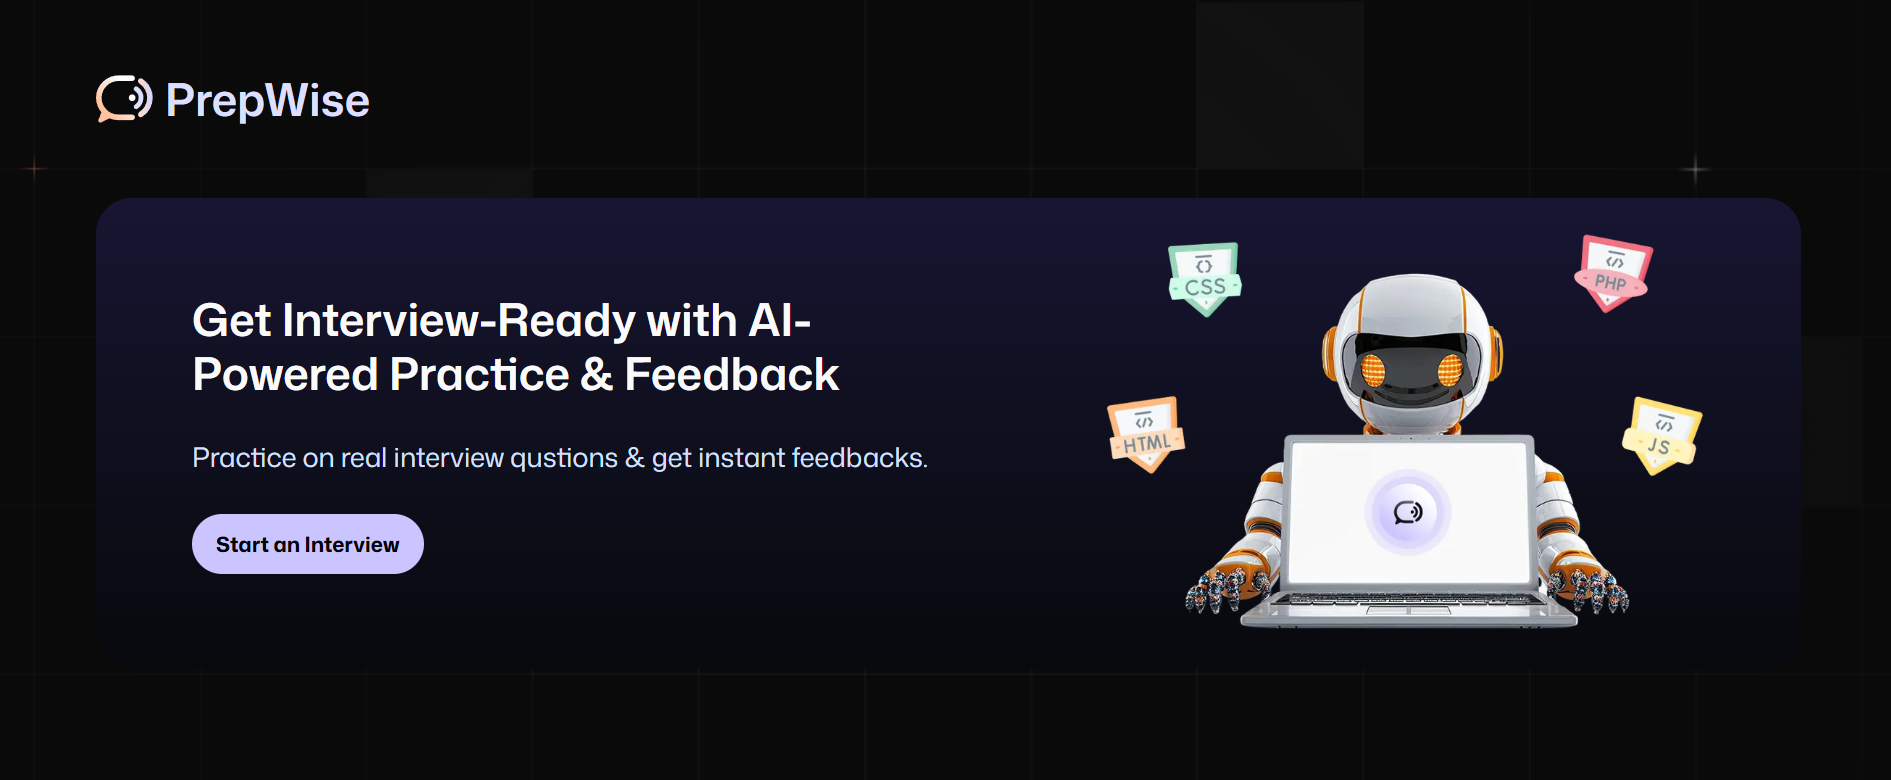 PrepWise
Get Interview-Ready with AI-
Powered Practice & Feedback
Practice on real interview qustions & get instant feedbacks.
Start an Interview
{}
CSS
</>
PHP
</>
HTML
</>
JS